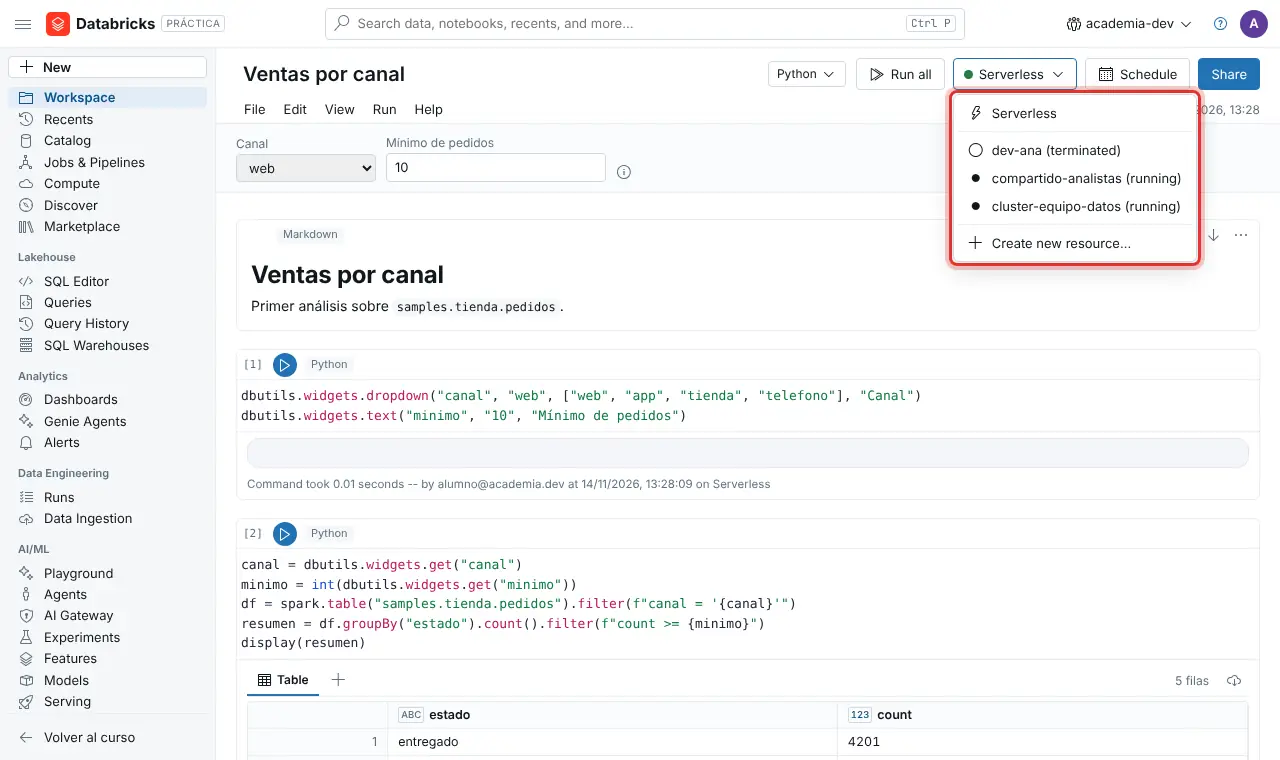 Databricks PRÁCTICA
Search data, notebooks, recents, and more...
Ctrl P
academia-dev
A
New
Workspace
Recents
Catalog
Jobs & Pipelines
Compute
Discover
Marketplace
Lakehouse
SQL Editor
Queries
Query History
SQL Warehouses
Analytics
Dashboards
Genie Agents
Alerts
Data Engineering
Runs
Data Ingestion
AI/ML
Playground
Agents
AI Gateway
Experiments
Features
Models
Serving
Volver al curso
Ventas por canal
Python
Run all
Serverless
Schedule
Share
File Edit View Run Help
2026, 13:28
Serverless
dev-ana (terminated)
compartido-analistas (running)
cluster-equipo-datos (running)
Create new resource...
Canal
web
Mínimo de pedidos
10
Markdown
Ventas por canal
Primer análisis sobre samples.tienda.pedidos.
[1] Python
dbutils.widgets.dropdown("canal", "web", ["web", "app", "tienda", "telefono"], "Canal")
dbutils.widgets.text("minimo", "10", "Mínimo de pedidos")
Command took 0.01 seconds -- by alumno@academia.dev at 14/11/2026, 13:28:09 on Serverless
[2] Python
canal = dbutils.widgets.get("canal")
minimo = int(dbutils.widgets.get("minimo"))
df = spark.table("samples.tienda.pedidos").filter(f"canal = '{canal}'")
resumen = df.groupBy("estado").count().filter(f"count >= {minimo}")
display(resumen)
Table
5 filas
ABC estado 123 count
1 entregado 4201